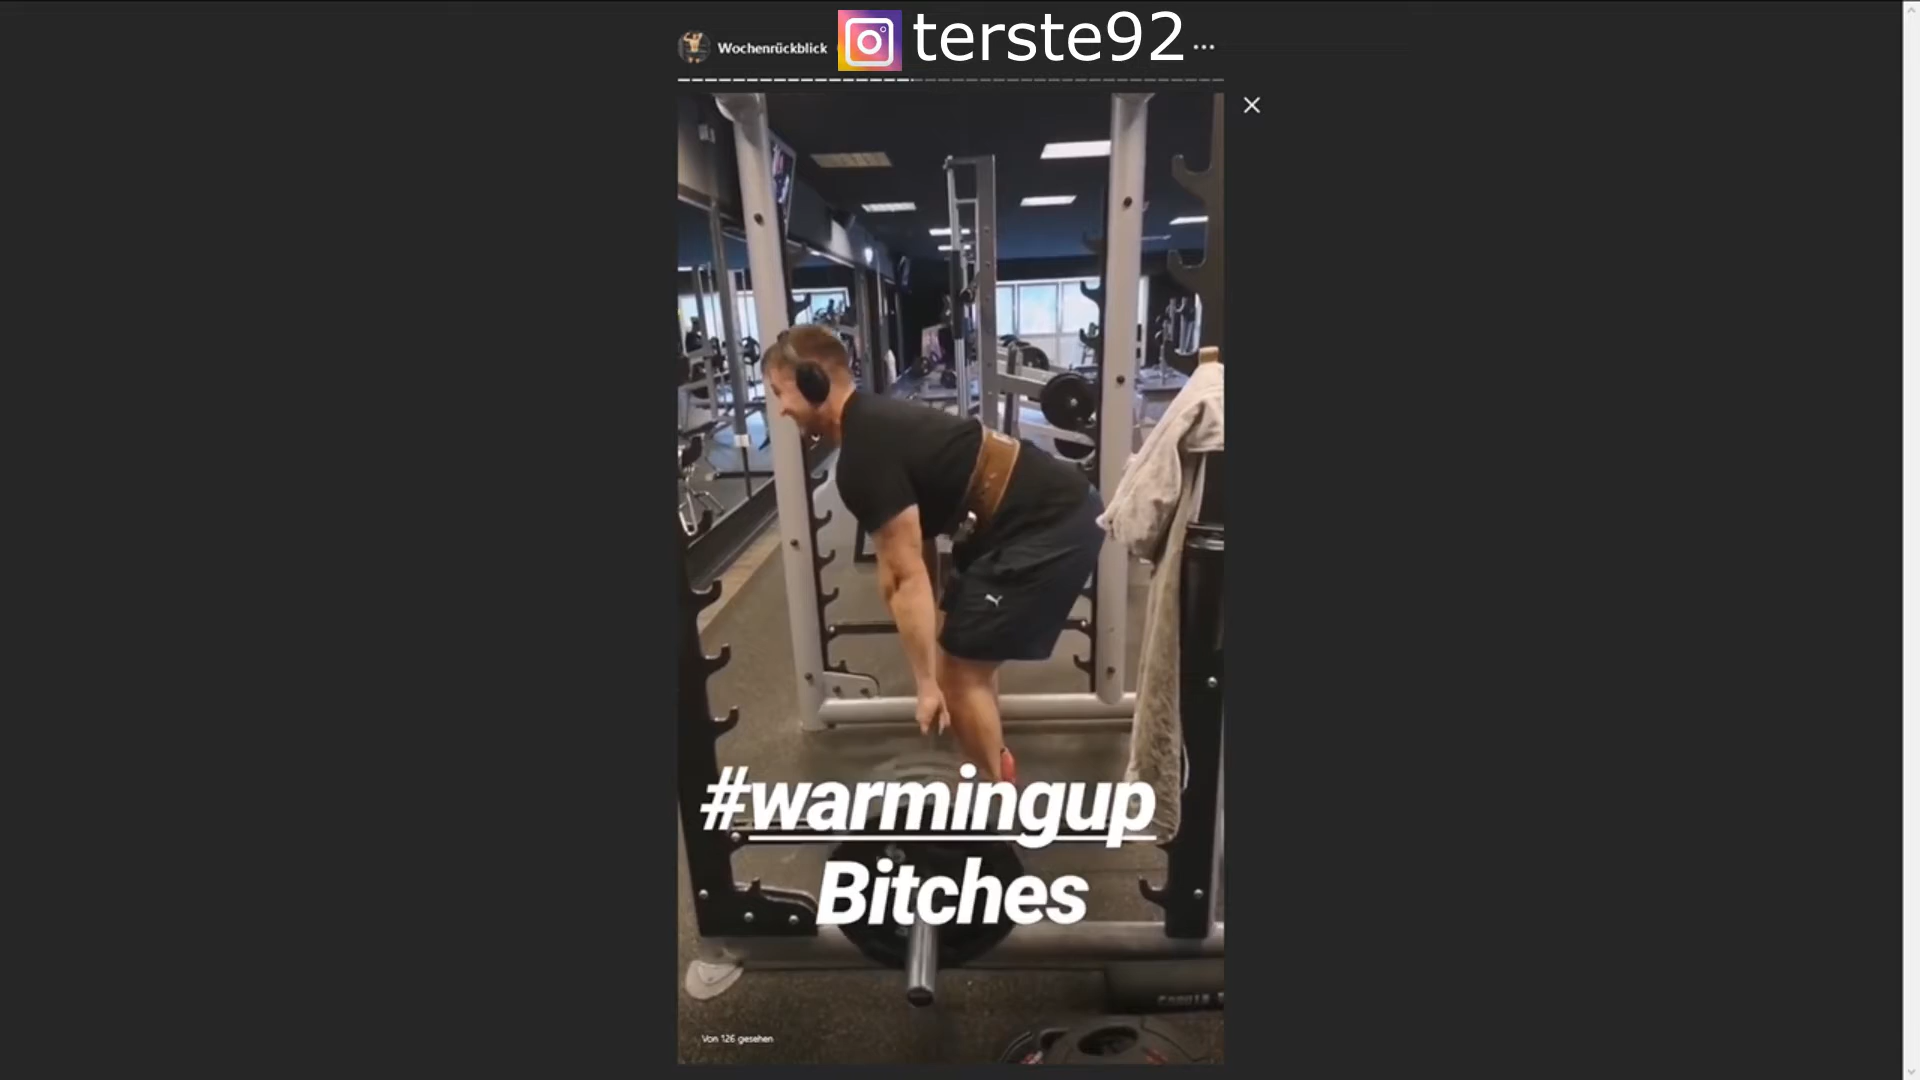 Wochenrückblick
terste92
#warmingup
Bitches
Von 126 gesehen